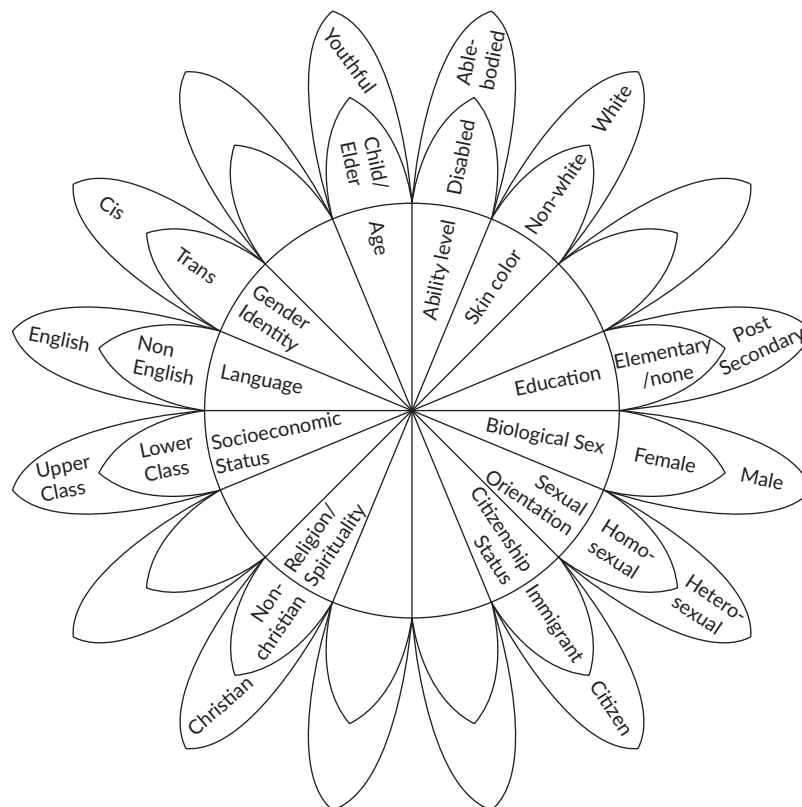 Youthful
Child/
Elder
Age
Able-
bodied
Disabled
Ability level
White
Non-white
Skin color
Post
Secondary
Elementary
/none
Education
Male
Female
Biological Sex
Hetero-
sexual
Homo-
sexual
Sexual
Orientation
Citizen
Immigrant
Citizenship
Status
Christian
Non-
christian
Religion/
Spirituality
Upper
Class
Lower
Class
Socioeconomic
Status
English
Non
English
Language
Cis
Trans
Gender
Identity